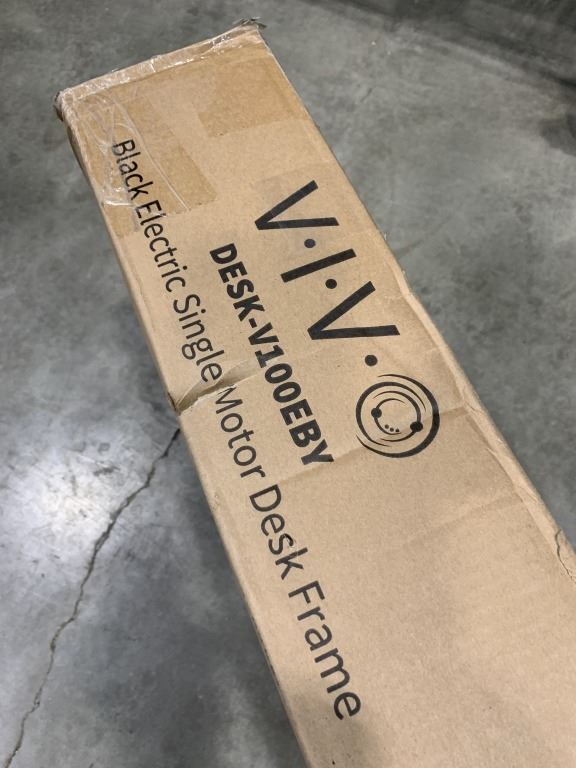 V.I.V.O
DESK-V100EBY
Black Electric Single Motor Desk Frame